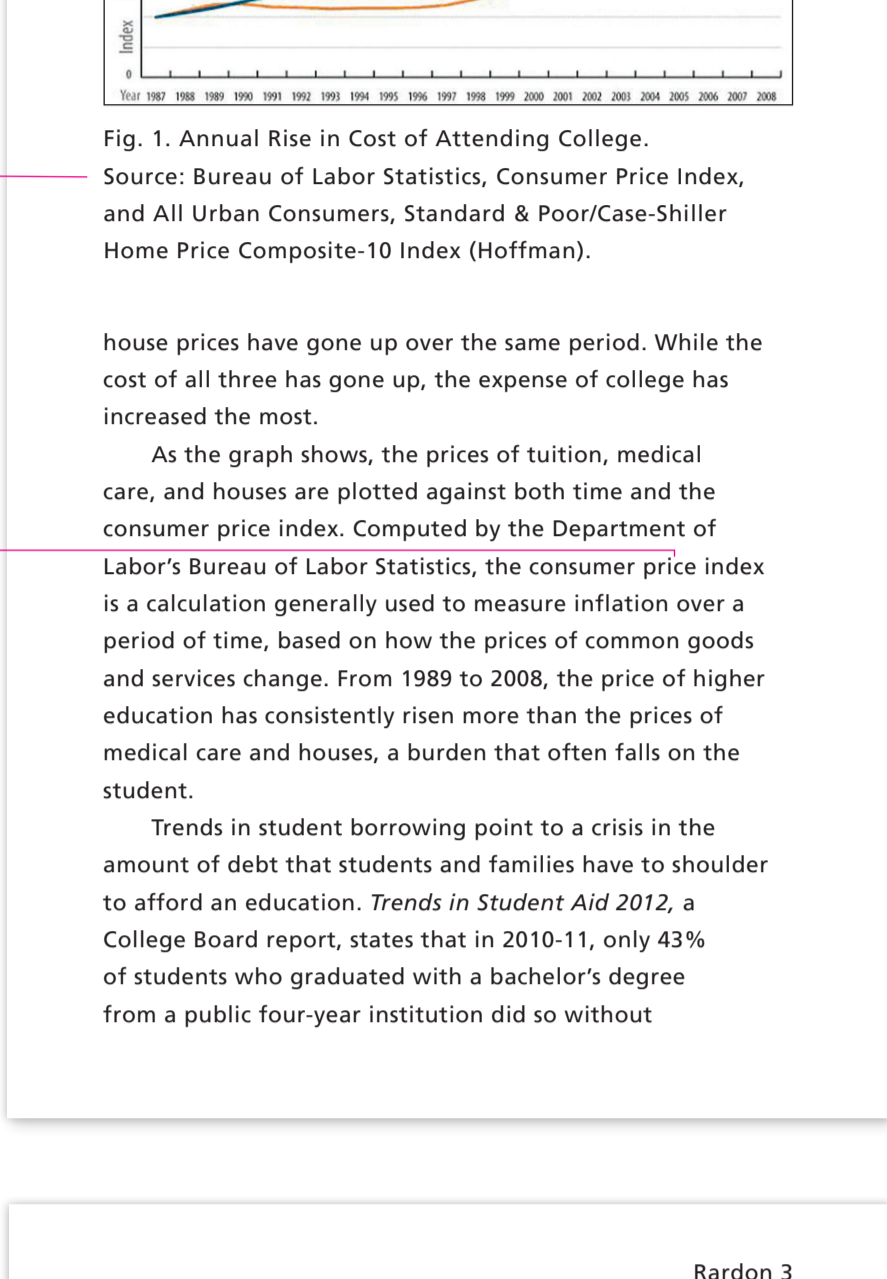 Index
0
Year 1987 1988 1989 1990 1991 1992 1993 1994 1995 1996 1997 1998 1999 2000 2001 2002 2003 2004 2005 2006 2007 2008
Fig. 1. Annual Rise in Cost of Attending College.
Source: Bureau of Labor Statistics, Consumer Price Index,
and All Urban Consumers, Standard & Poor/Case-Shiller
Home Price Composite-10 Index (Hoffman).
house prices have gone up over the same period. While the
cost of all three has gone up, the expense of college has
increased the most.
As the graph shows, the prices of tuition, medical
care, and houses are plotted against both time and the
consumer price index. Computed by the Department of
Labor’s Bureau of Labor Statistics, the consumer price index
is a calculation generally used to measure inflation over a
period of time, based on how the prices of common goods
and services change. From 1989 to 2008, the price of higher
education has consistently risen more than the prices of
medical care and houses, a burden that often falls on the
student.
Trends in student borrowing point to a crisis in the
amount of debt that students and families have to shoulder
to afford an education. Trends in Student Aid 2012, a
College Board report, states that in 2010-11, only 43%
of students who graduated with a bachelor’s degree
from a public four-year institution did so without
Rardon 3